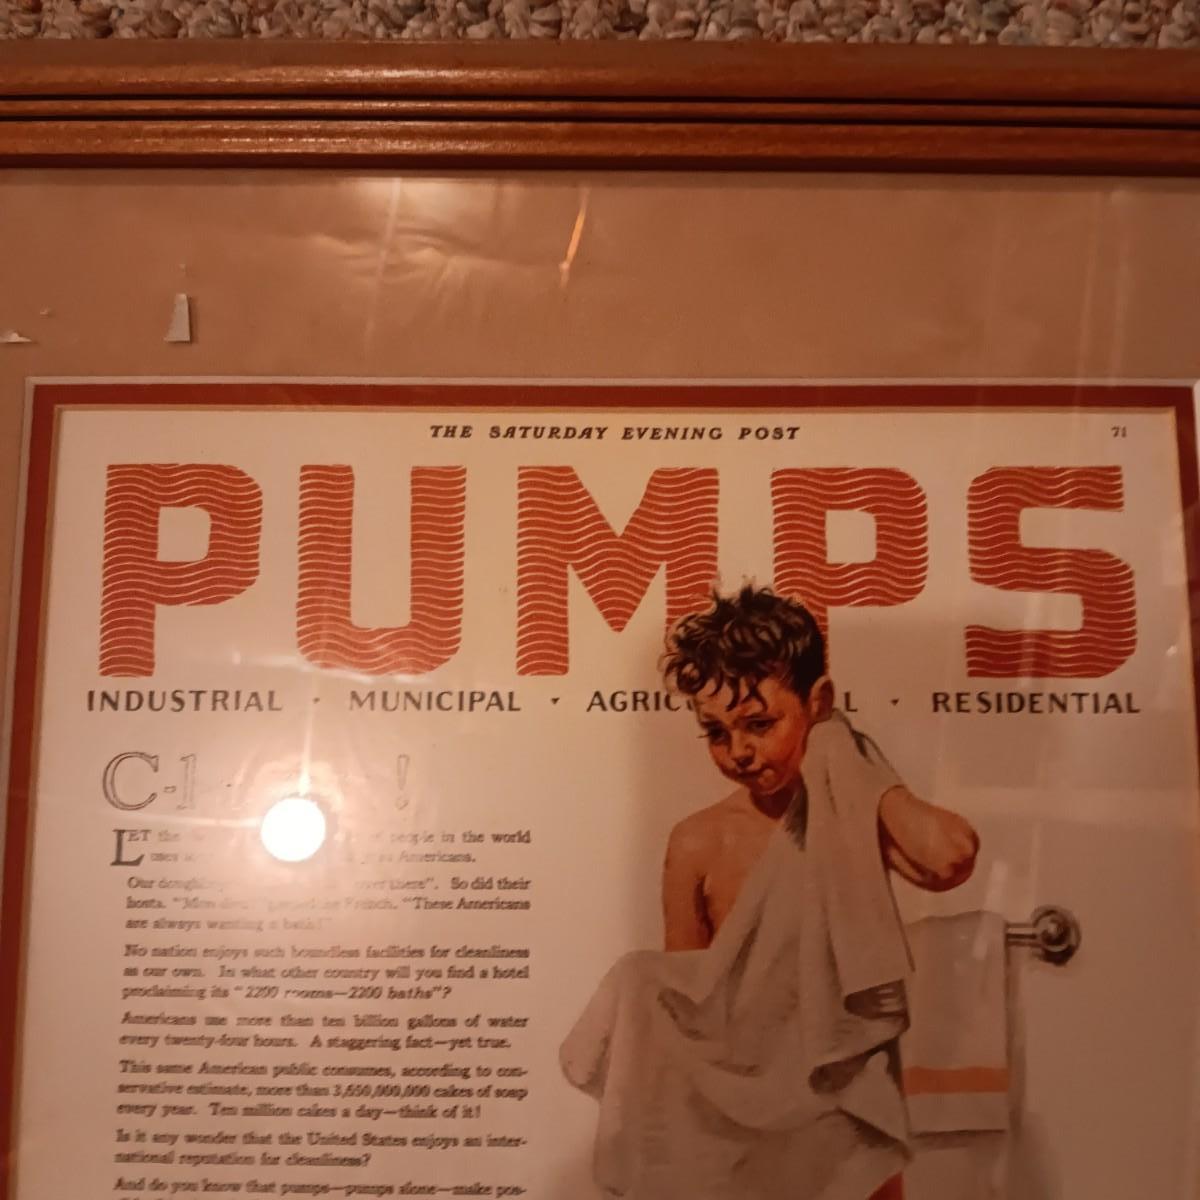 THE SATURDAY EVENING POST 71
PUMPS
INDUSTRIAL · MUNICIPAL · AGRIC L · RESIDENTIAL
C-l !
LET the people in the world
Americans.
Our over there". So did their
hosts. "Mon dieu!" French. "These Americans
are always wanting a bath!"
No nation enjoys such boundless facilities for cleanliness
as our own. In what other country will you find a hotel
proclaiming its "2200 rooms—2200 baths"?
Americans use more than ten billion gallons of water
every twenty-four hours. A staggering fact—yet true.
This same American public consumes, according to con-
servative estimate, more than 3,650,000,000 cakes of soap
every year. Ten million cakes a day—think of it!
Is it any wonder that the United States enjoys an inter-
national reputation for cleanliness?
And do you know that pumps—pumps alone—make pos-